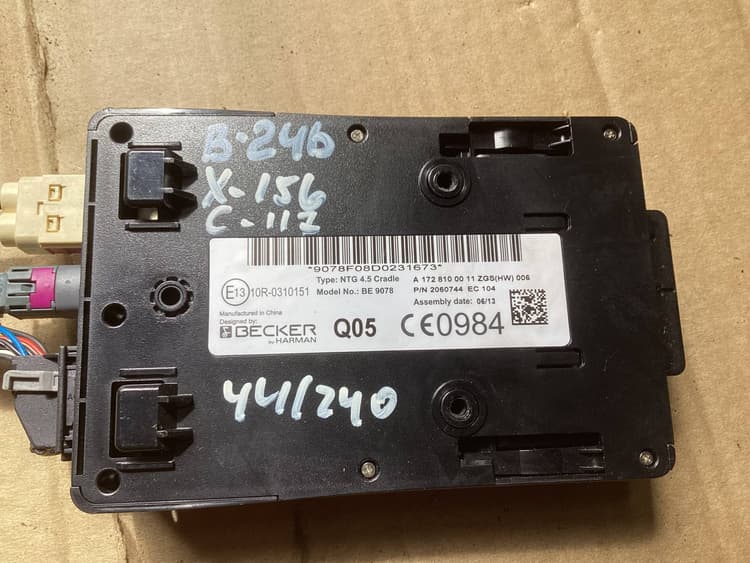 B-246
X-156
C-117
*9078F08D0231673*
Type: NTG 4.5 Cradle A 172 810 00 11 ZGS(HW) 006
E13 10R-0310151 Model No.: BE 9078 P/N 2060744 EC 104
Assembly date: 06/13
Manufactured in China
Designed by:
BECKER
by HARMAN
Q05 CE0984
441/240